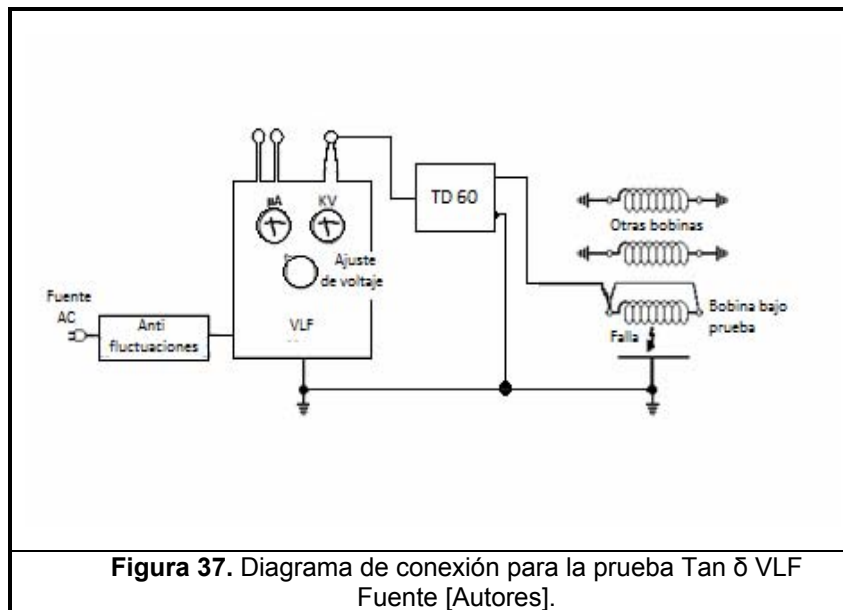 µA
KV
TD 60
Otras bobinas
Ajuste
de voltaje
Fuente
AC
Anti
fluctuaciones
VLF
Bobina bajo
prueba
Falla
Figura 37. Diagrama de conexión para la prueba Tan δ VLF
Fuente [Autores].